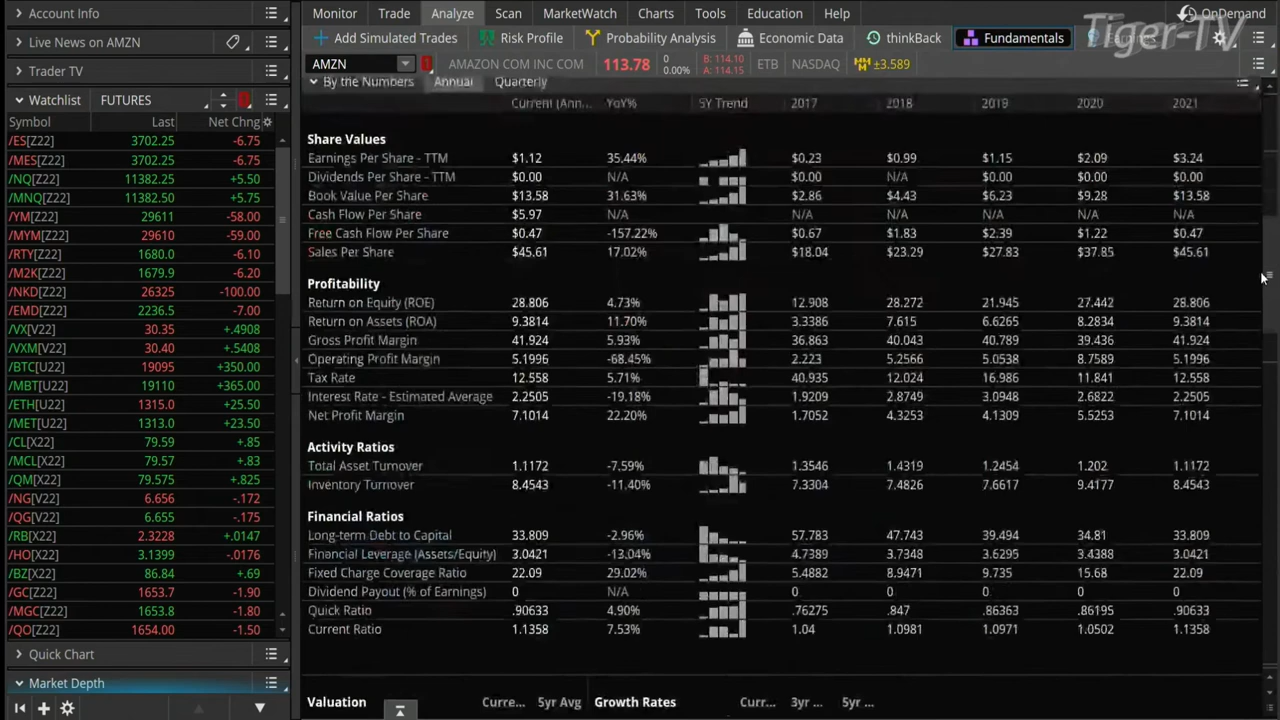 Account Info
Live News on AMZN
Trader TV
Watchlist FUTURES
Symbol Last Net Chng
/ES[Z22] 3702.25 -6.75
/MES[Z22] 3702.25 -6.75
/NQ[Z22] 11382.25 +5.50
/MNQ[Z22] 11382.50 +5.75
/YM[Z22] 29611 -58.00
/MYM[Z22] 29610 -59.00
/RTY[Z22] 1680.0 -6.10
/M2K[Z22] 1679.9 -6.20
/NKD[Z22] 26325 -100.00
/EMD[Z22] 2236.5 -7.00
/VX[V22] 30.35 +.4908
/VXM[V22] 30.40 +.5408
/BTC[U22] 19095 +350.00
/MBT[U22] 19110 +365.00
/ETH[U22] 1315.0 +25.50
/MET[U22] 1313.0 +23.50
/CL[X22] 79.59 +.85
/MCL[X22] 79.57 +.83
/QM[X22] 79.575 +.825
/NG[V22] 6.656 -.172
/QG[V22] 6.655 -.175
/RB[X22] 2.3228 +.0147
/HO[X22] 3.1399 -.0176
/BZ[X22] 86.84 +.69
/GC[Z22] 1653.7 -1.90
/MGC[Z22] 1653.8 -1.80
/QO[Z22] 1654.00 -1.50
Quick Chart
Market Depth
Monitor Trade Analyze Scan MarketWatch Charts Tools Education Help OnDemand
Tiger-TV
Add Simulated Trades Risk Profile Probability Analysis Economic Data thinkBack Fundamentals
AMZN AMAZON COM INC COM 113.78 0 0.00% B: 114.10 A: 114.15 ETB NASDAQ ±3.589
By the Numbers Annual Quarterly
Current (Ann... YoY% 5Y Trend 2017 2018 2019 2020 2021
Share Values
Earnings Per Share - TTM $1.12 35.44% $0.23 $0.99 $1.15 $2.09 $3.24
Dividends Per Share - TTM $0.00 N/A $0.00 N/A $0.00 $0.00 $0.00
Book Value Per Share $13.58 31.63% $2.86 $4.43 $6.23 $9.28 $13.58
Cash Flow Per Share $5.97 N/A N/A N/A N/A N/A N/A
Free Cash Flow Per Share $0.47 -157.22% $0.67 $1.83 $2.39 $1.22 $0.47
Sales Per Share $45.61 17.02% $18.04 $23.29 $27.83 $37.85 $45.61
Profitability
Return on Equity (ROE) 28.806 4.73% 12.908 28.272 21.945 27.442 28.806
Return on Assets (ROA) 9.3814 11.70% 3.3386 7.615 6.6265 8.2834 9.3814
Gross Profit Margin 41.924 5.93% 36.863 40.043 40.789 39.436 41.924
Operating Profit Margin 5.1996 -68.45% 2.223 5.2566 5.0538 8.7589 5.1996
Tax Rate 12.558 5.71% 40.935 12.024 16.986 11.841 12.558
Interest Rate - Estimated Average 2.2505 -19.18% 1.9209 2.8749 3.0948 2.6822 2.2505
Net Profit Margin 7.1014 22.20% 1.7052 4.3253 4.1309 5.5253 7.1014
Activity Ratios
Total Asset Turnover 1.1172 -7.59% 1.3546 1.4319 1.2454 1.202 1.1172
Inventory Turnover 8.4543 -11.40% 7.3304 7.4826 7.6617 9.4177 8.4543
Financial Ratios
Long-term Debt to Capital 33.809 -2.96% 57.783 47.743 39.494 34.81 33.809
Financial Leverage (Assets/Equity) 3.0421 -13.04% 4.7389 3.7348 3.6295 3.4388 3.0421
Fixed Charge Coverage Ratio 22.09 29.02% 5.4882 8.9471 9.735 15.68 22.09
Dividend Payout (% of Earnings) 0 N/A 0 0 0 0 0
Quick Ratio .90633 4.90% .76275 .847 .86363 .86195 .90633
Current Ratio 1.1358 7.53% 1.04 1.0981 1.0971 1.0502 1.1358
Valuation Curre... 5yr Avg Growth Rates Curr... 3yr ... 5yr ...